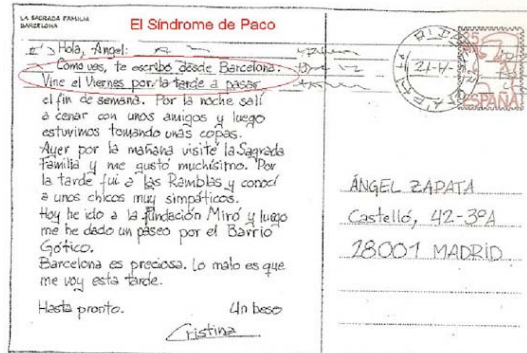 LA SAGRADA FAMILIA
BARCELONA
El Síndrome de Paco
Hola, Ángel:
Como ves, te escribo desde Barcelona.
Vine el Viernes por la tarde a pasar
el fin de semana. Por la noche salí
a cenar con unos amigos y luego
estuvimos tomando unas copas.
Ayer por la mañana visité la Sagrada
Familia y me gustó muchísimo. Por
la tarde fui a las Ramblas y conocí
a unos chicos muy simpáticos.
Hoy he ido a la fundación Miró y luego
me he dado un paseo por el Barrio
Gótico.
Barcelona es preciosa. Lo malo es que
me voy esta tarde.
Hasta pronto. Un beso
Cristina
ESPAÑA
ÁNGEL ZAPATA
Castelló, 42-3ºA
28001 MADRID